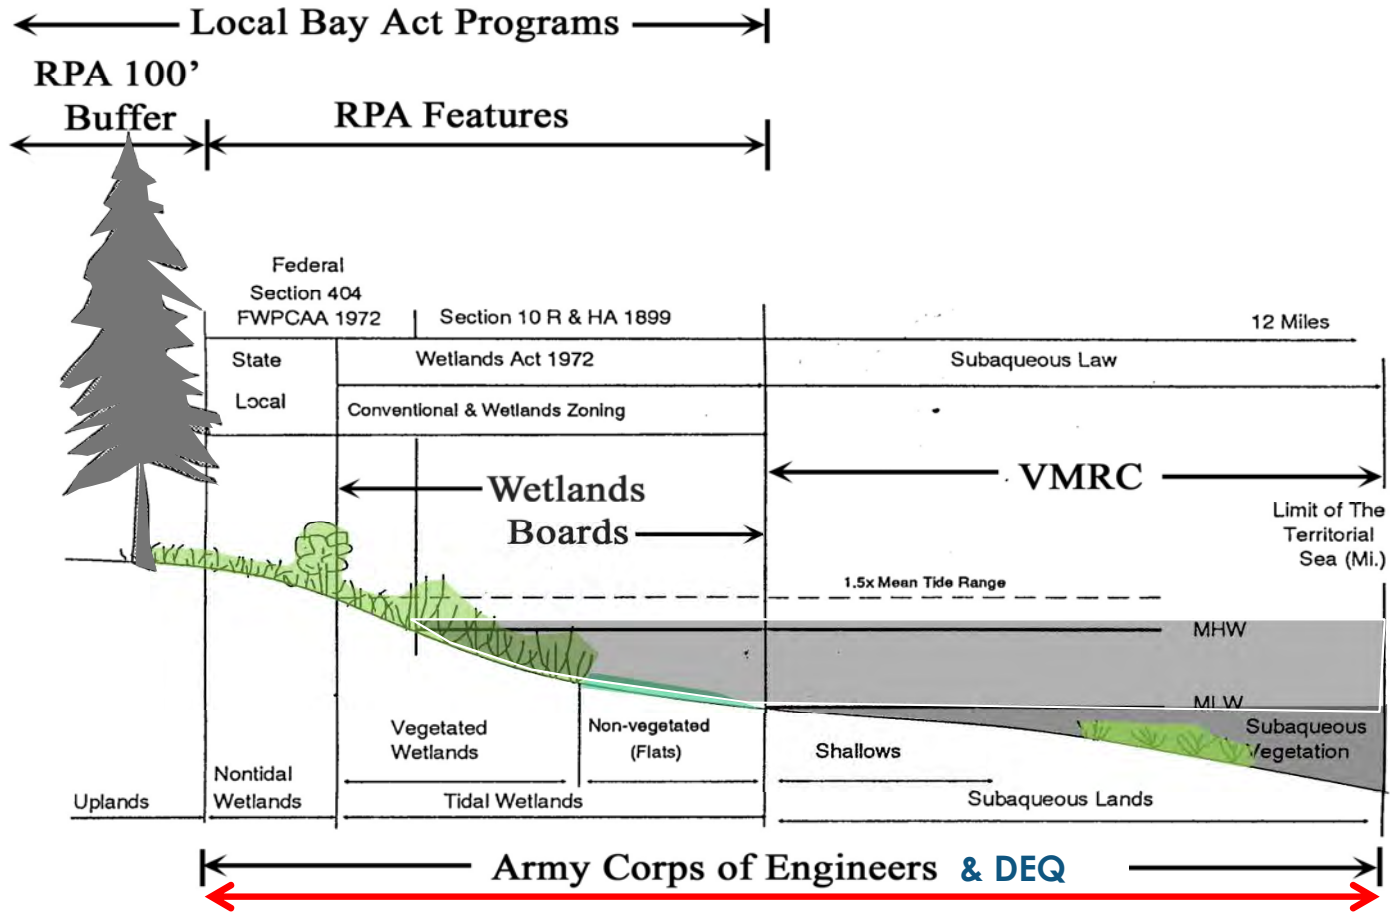 Local Bay Act Programs
RPA 100’
Buffer
RPA Features
Federal
Section 404
FWPCAA 1972
Section 10 R & HA 1899
12 Miles
State
Wetlands Act 1972
Subaqueous Law
Local
Conventional & Wetlands Zoning
Wetlands
Boards
VMRC
Limit of The
Territorial
Sea (Mi.)
1.5x Mean Tide Range
MHW
MLW
Vegetated
Wetlands
Non-vegetated
(Flats)
Shallows
Subaqueous
Vegetation
Nontidal
Wetlands
Uplands
Tidal Wetlands
Subaqueous Lands
Army Corps of Engineers & DEQ